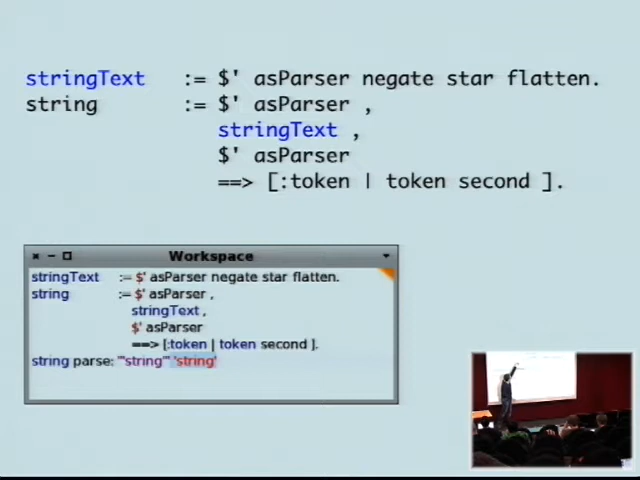 stringText := $' asParser negate star flatten.
string := $' asParser ,
stringText ,
$' asParser
==> [:token | token second ].
Workspace
stringText := $' asParser negate star flatten.
string := $' asParser ,
stringText ,
$' asParser
==> [:token | token second ].
string parse: '''string''' 'string'